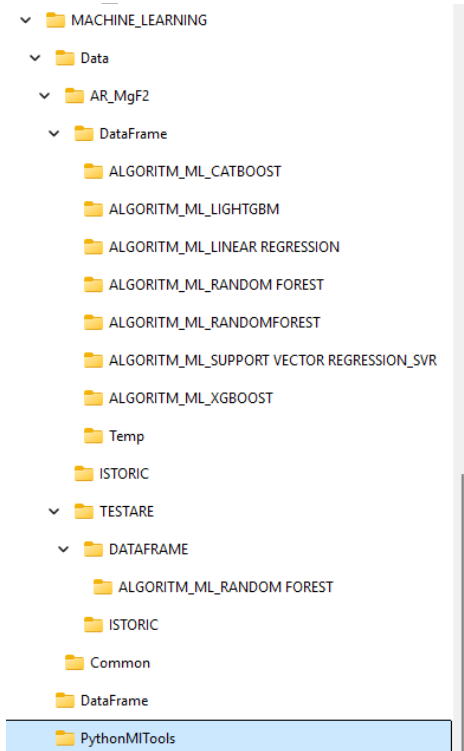 MACHINE_LEARNING
Data
AR_MgF2
DataFrame
ALGORITM_ML_CATBOOST
ALGORITM_ML_LIGHTGBM
ALGORITM_ML_LINEAR REGRESSION
ALGORITM_ML_RANDOM FOREST
ALGORITM_ML_RANDOMFOREST
ALGORITM_ML_SUPPORT VECTOR REGRESSION_SVR
ALGORITM_ML_XGBOOST
Temp
ISTORIC
TESTARE
DATAFRAME
ALGORITM_ML_RANDOM FOREST
ISTORIC
Common
DataFrame
PythonMlTools